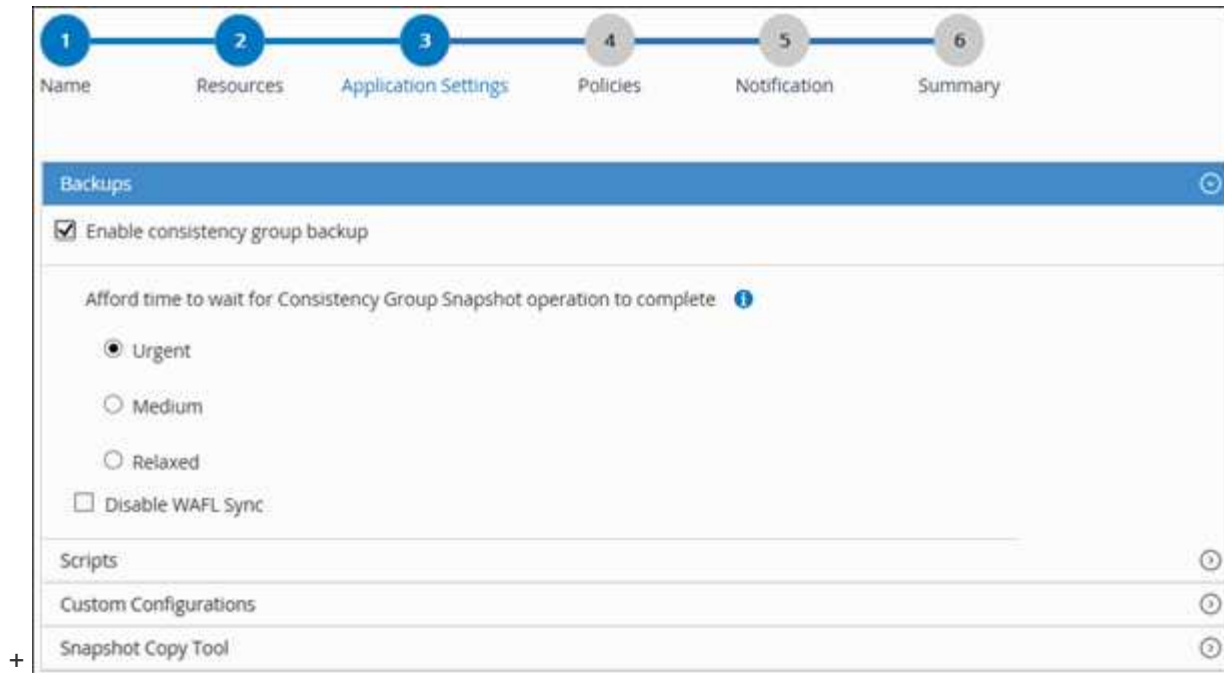 1 2 3 4 5 6
Name Resources Application Settings Policies Notification Summary
Backups
Enable consistency group backup
Afford time to wait for Consistency Group Snapshot operation to complete i
Urgent
Medium
Relaxed
Disable WAFL Sync
Scripts
Custom Configurations
Snapshot Copy Tool
+